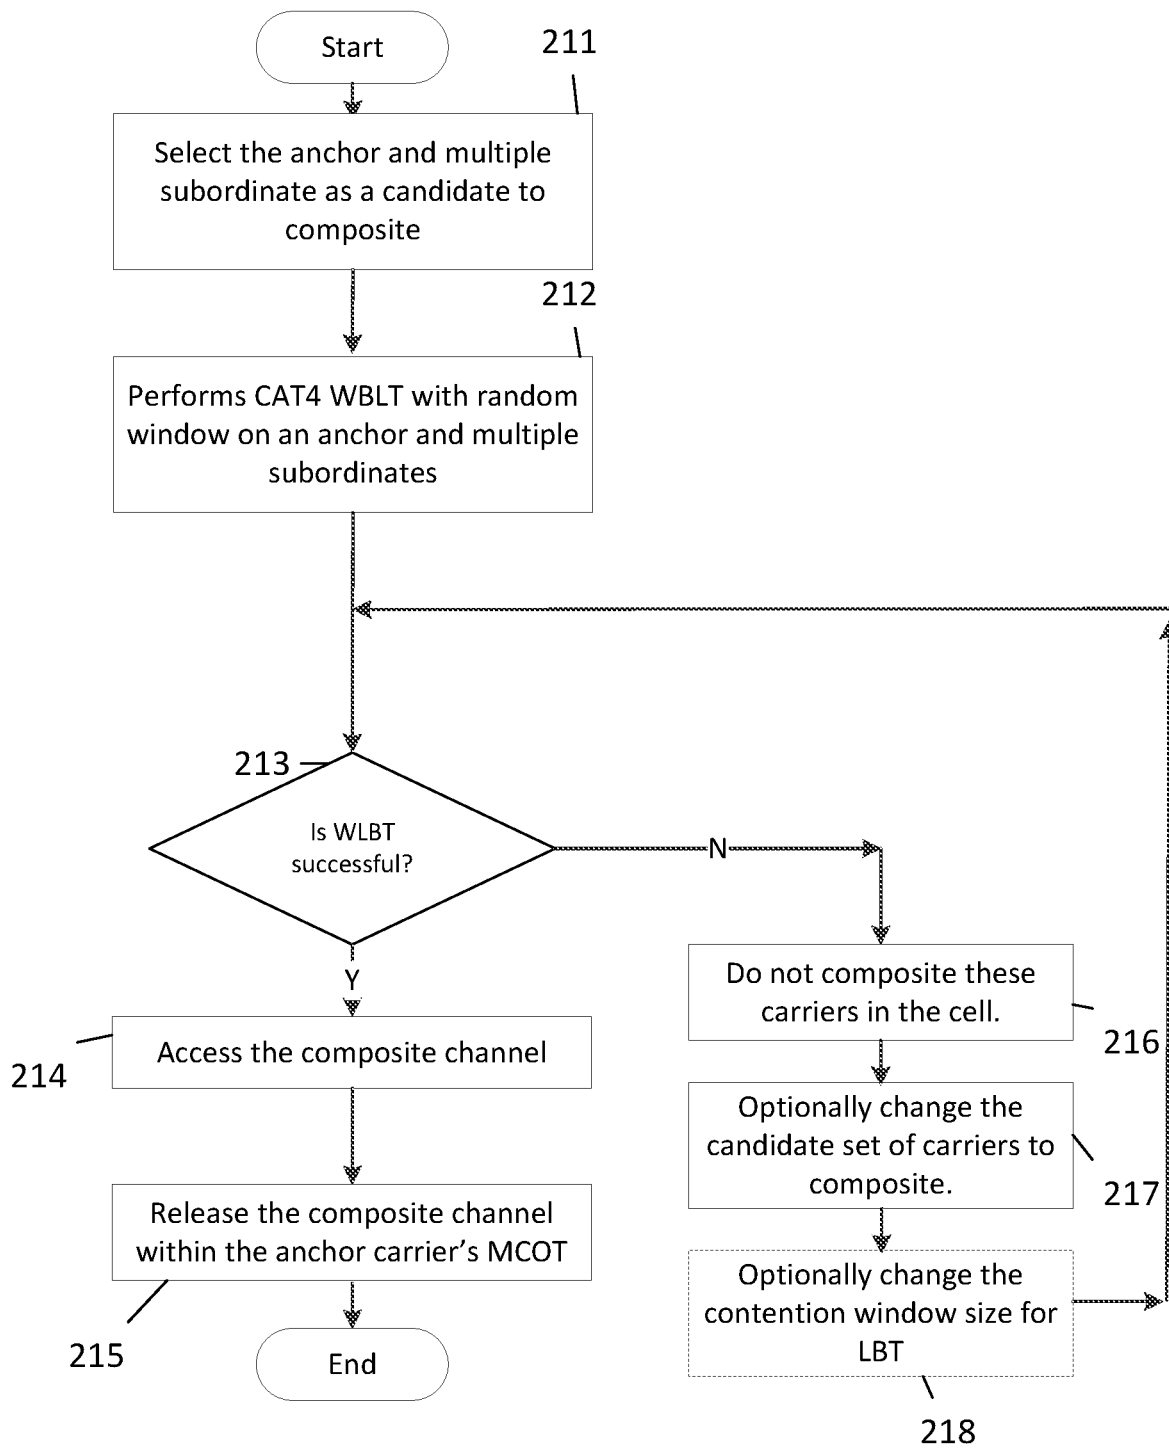 Start
211
Select the anchor and multiple
subordinate as a candidate to
composite
212
Performs CAT4 WBLT with random
window on an anchor and multiple
subordinates
213
Is WLBT
successful?
N
Y
Do not composite these
carriers in the cell.
216
Access the composite channel
214
Optionally change the
candidate set of carriers to
composite.
217
Release the composite channel
within the anchor carrier's MCOT
215
Optionally change the
contention window size for
LBT
218
End